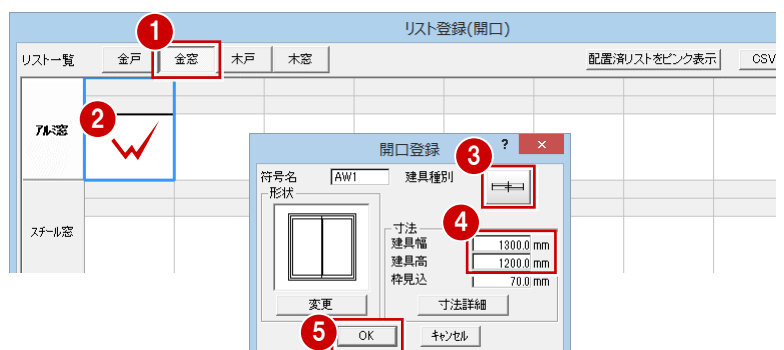 リスト登録(開口)
1
リスト一覧 金戸 金窓 木戸 木窓 配置済リストをピンク表示 CSV
アルミ窓
2
W
開口登録 ? ×
3
符号名 AW1 建具種別
形状
4
寸法
建具幅 1300.0 mm
建具高 1200.0 mm
枠見込 70.0 mm
変更 寸法詳細
5
OK キャンセル
スチール窓